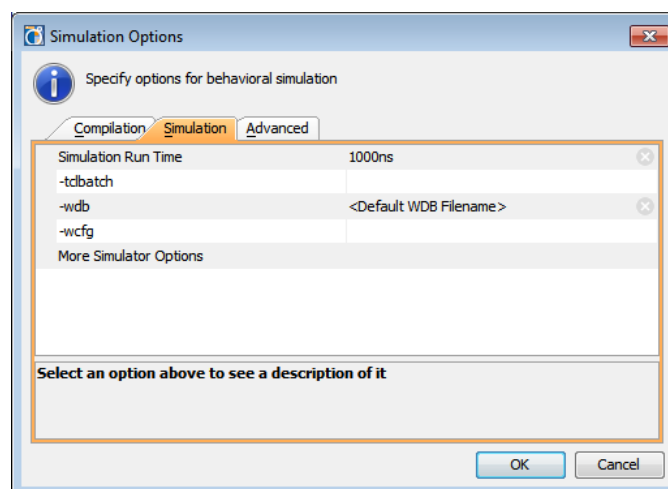 Simulation Options
Specify options for behavioral simulation
Compilation Simulation Advanced
Simulation Run Time 1000ns
-tclbatch
-wdb <Default WDB Filename>
-wcfg
More Simulator Options
Select an option above to see a description of it
OK Cancel